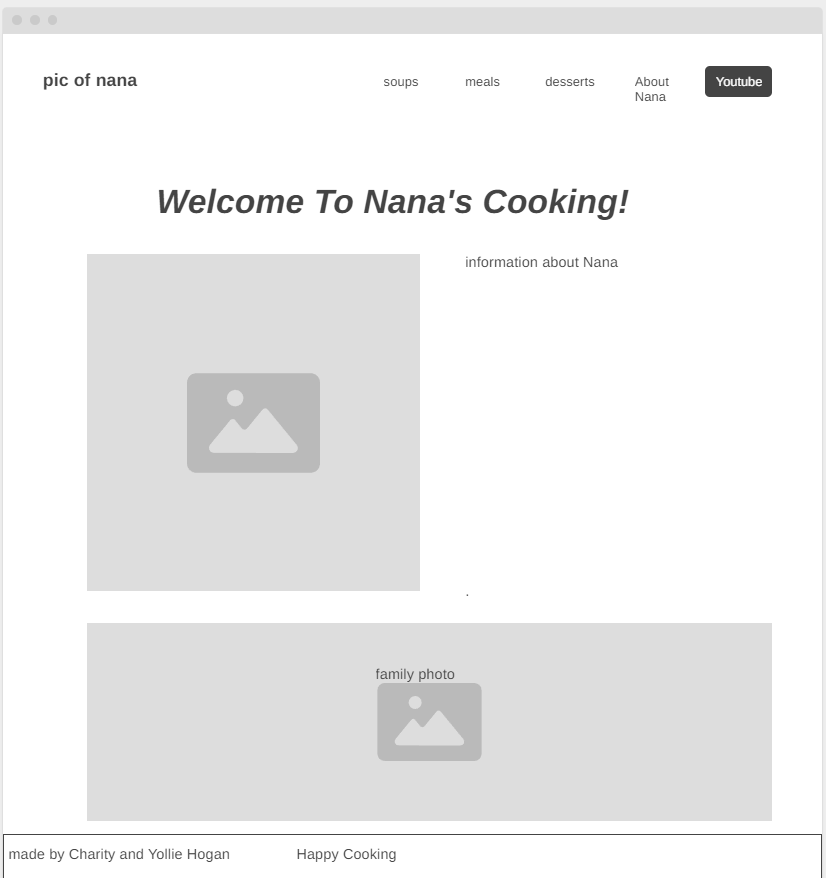 pic of nana
soups meals desserts About Youtube
Nana
Welcome To Nana's Cooking!
information about Nana
.
family photo
made by Charity and Yollie Hogan Happy Cooking